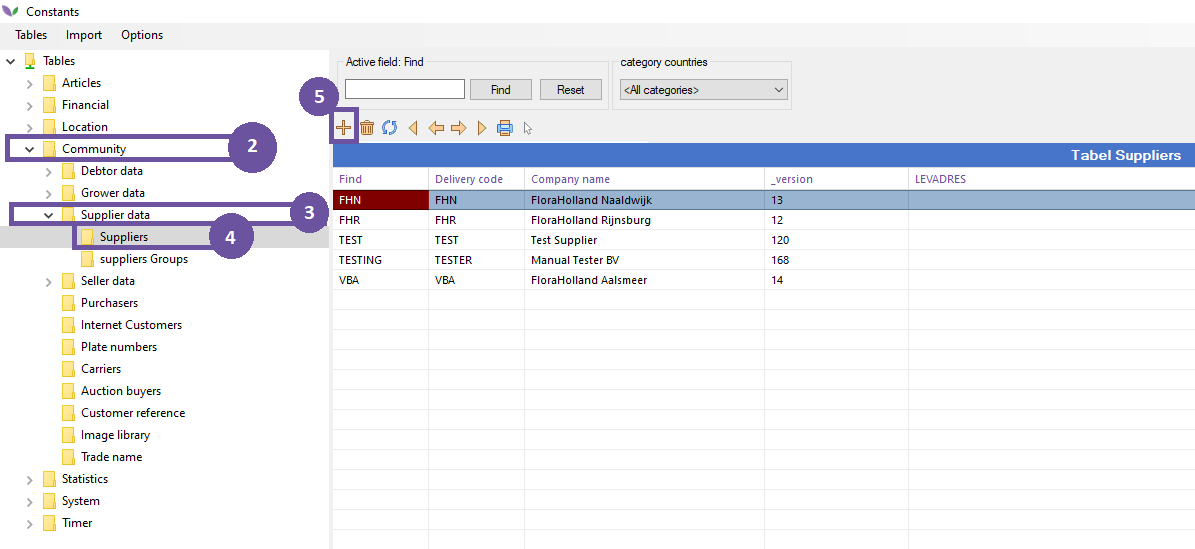 Constants
Tables Import Options
Tables
Articles
Financial
Location
Community 2
Debtor data
Grower data
Supplier data 3
Suppliers 4
suppliers Groups
Seller data
Purchasers
Internet Customers
Plate numbers
Carriers
Auction buyers
Customer reference
Image library
Trade name
Statistics
System
Timer
Active field: Find
Find Reset
category countries
<All categories>
5
Tabel Suppliers
Find Delivery code Company name _version LEVADRES
FHN FHN FloraHolland Naaldwijk 13
FHR FHR FloraHolland Rijnsburg 12
TEST TEST Test Supplier 120
TESTING TESTER Manual Tester BV 168
VBA VBA FloraHolland Aalsmeer 14